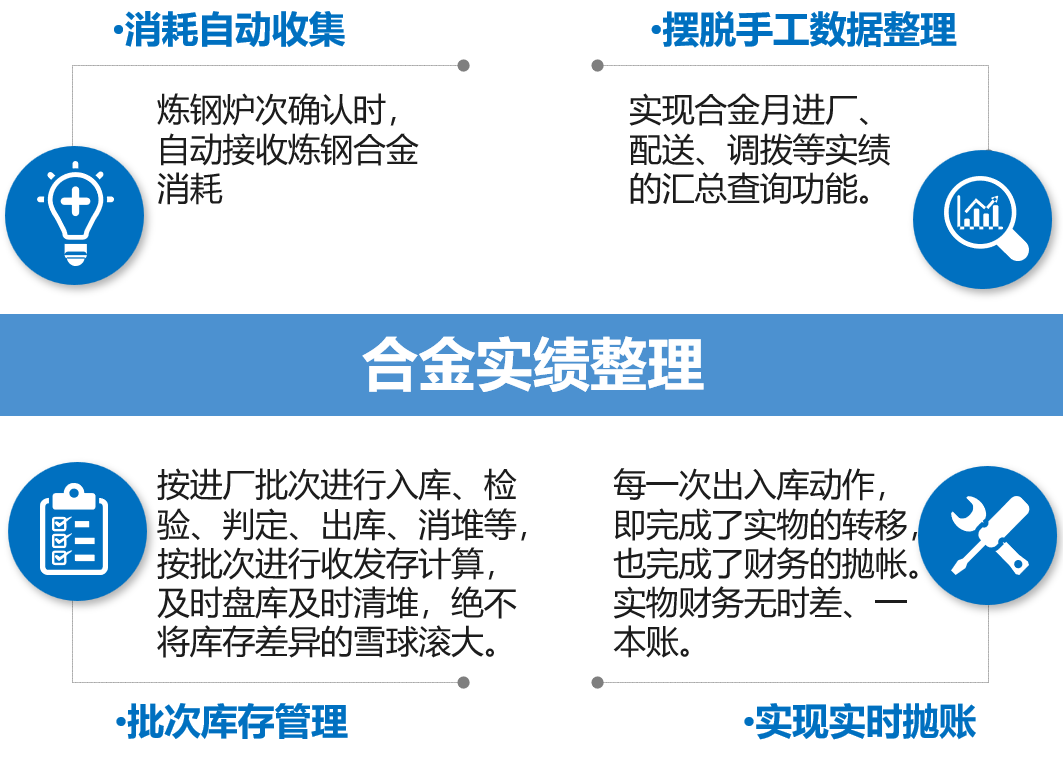 •消耗自动收集
炼钢炉次确认时，
自动接收炼钢合金
消耗
•摆脱手工数据整理
实现合金月进厂、
配送、调拨等实绩
的汇总查询功能。
合金实绩整理
按进厂批次进行入库、检
验、判定、出库、消堆等，
按批次进行收发存计算，
及时盘库及时清堆，绝不
将库存差异的雪球滚大。
•批次库存管理
每一次出入库动作，
即完成了实物的转移，
也完成了财务的抛帐。
实物财务无时差、一
本账。
•实现实时抛账